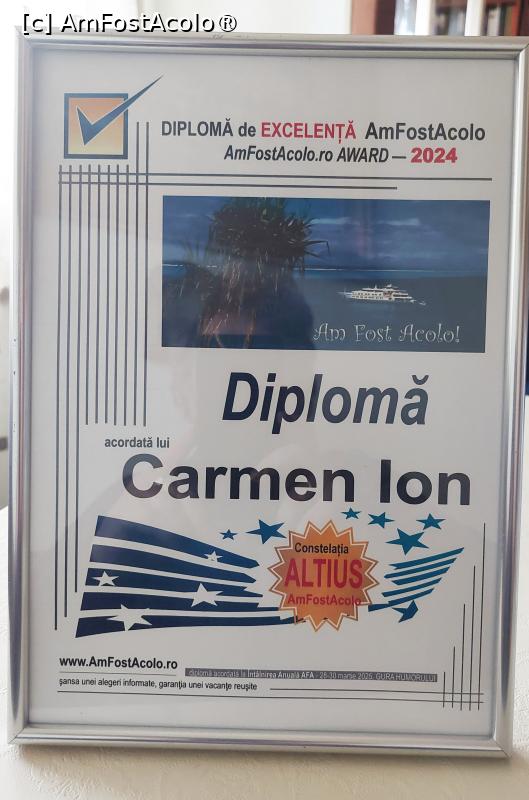 [c] AmFostAcolo®
DIPLOMĂ de EXCELENȚĂ AmFostAcolo
AmFostAcolo.ro AWARD — 2024
Am Fost Acolo!
Diplomă
acordată lui
Carmen Ion
Constelația
ALTIUS
AmFostAcolo
www.AmFostAcolo.ro
diplomă acordată la Întâlnirea Anuală AFA - 28-30 martie 2025, GURA HUMORULUI
șansa unei alegeri informate, garanția unei vacanțe reușite